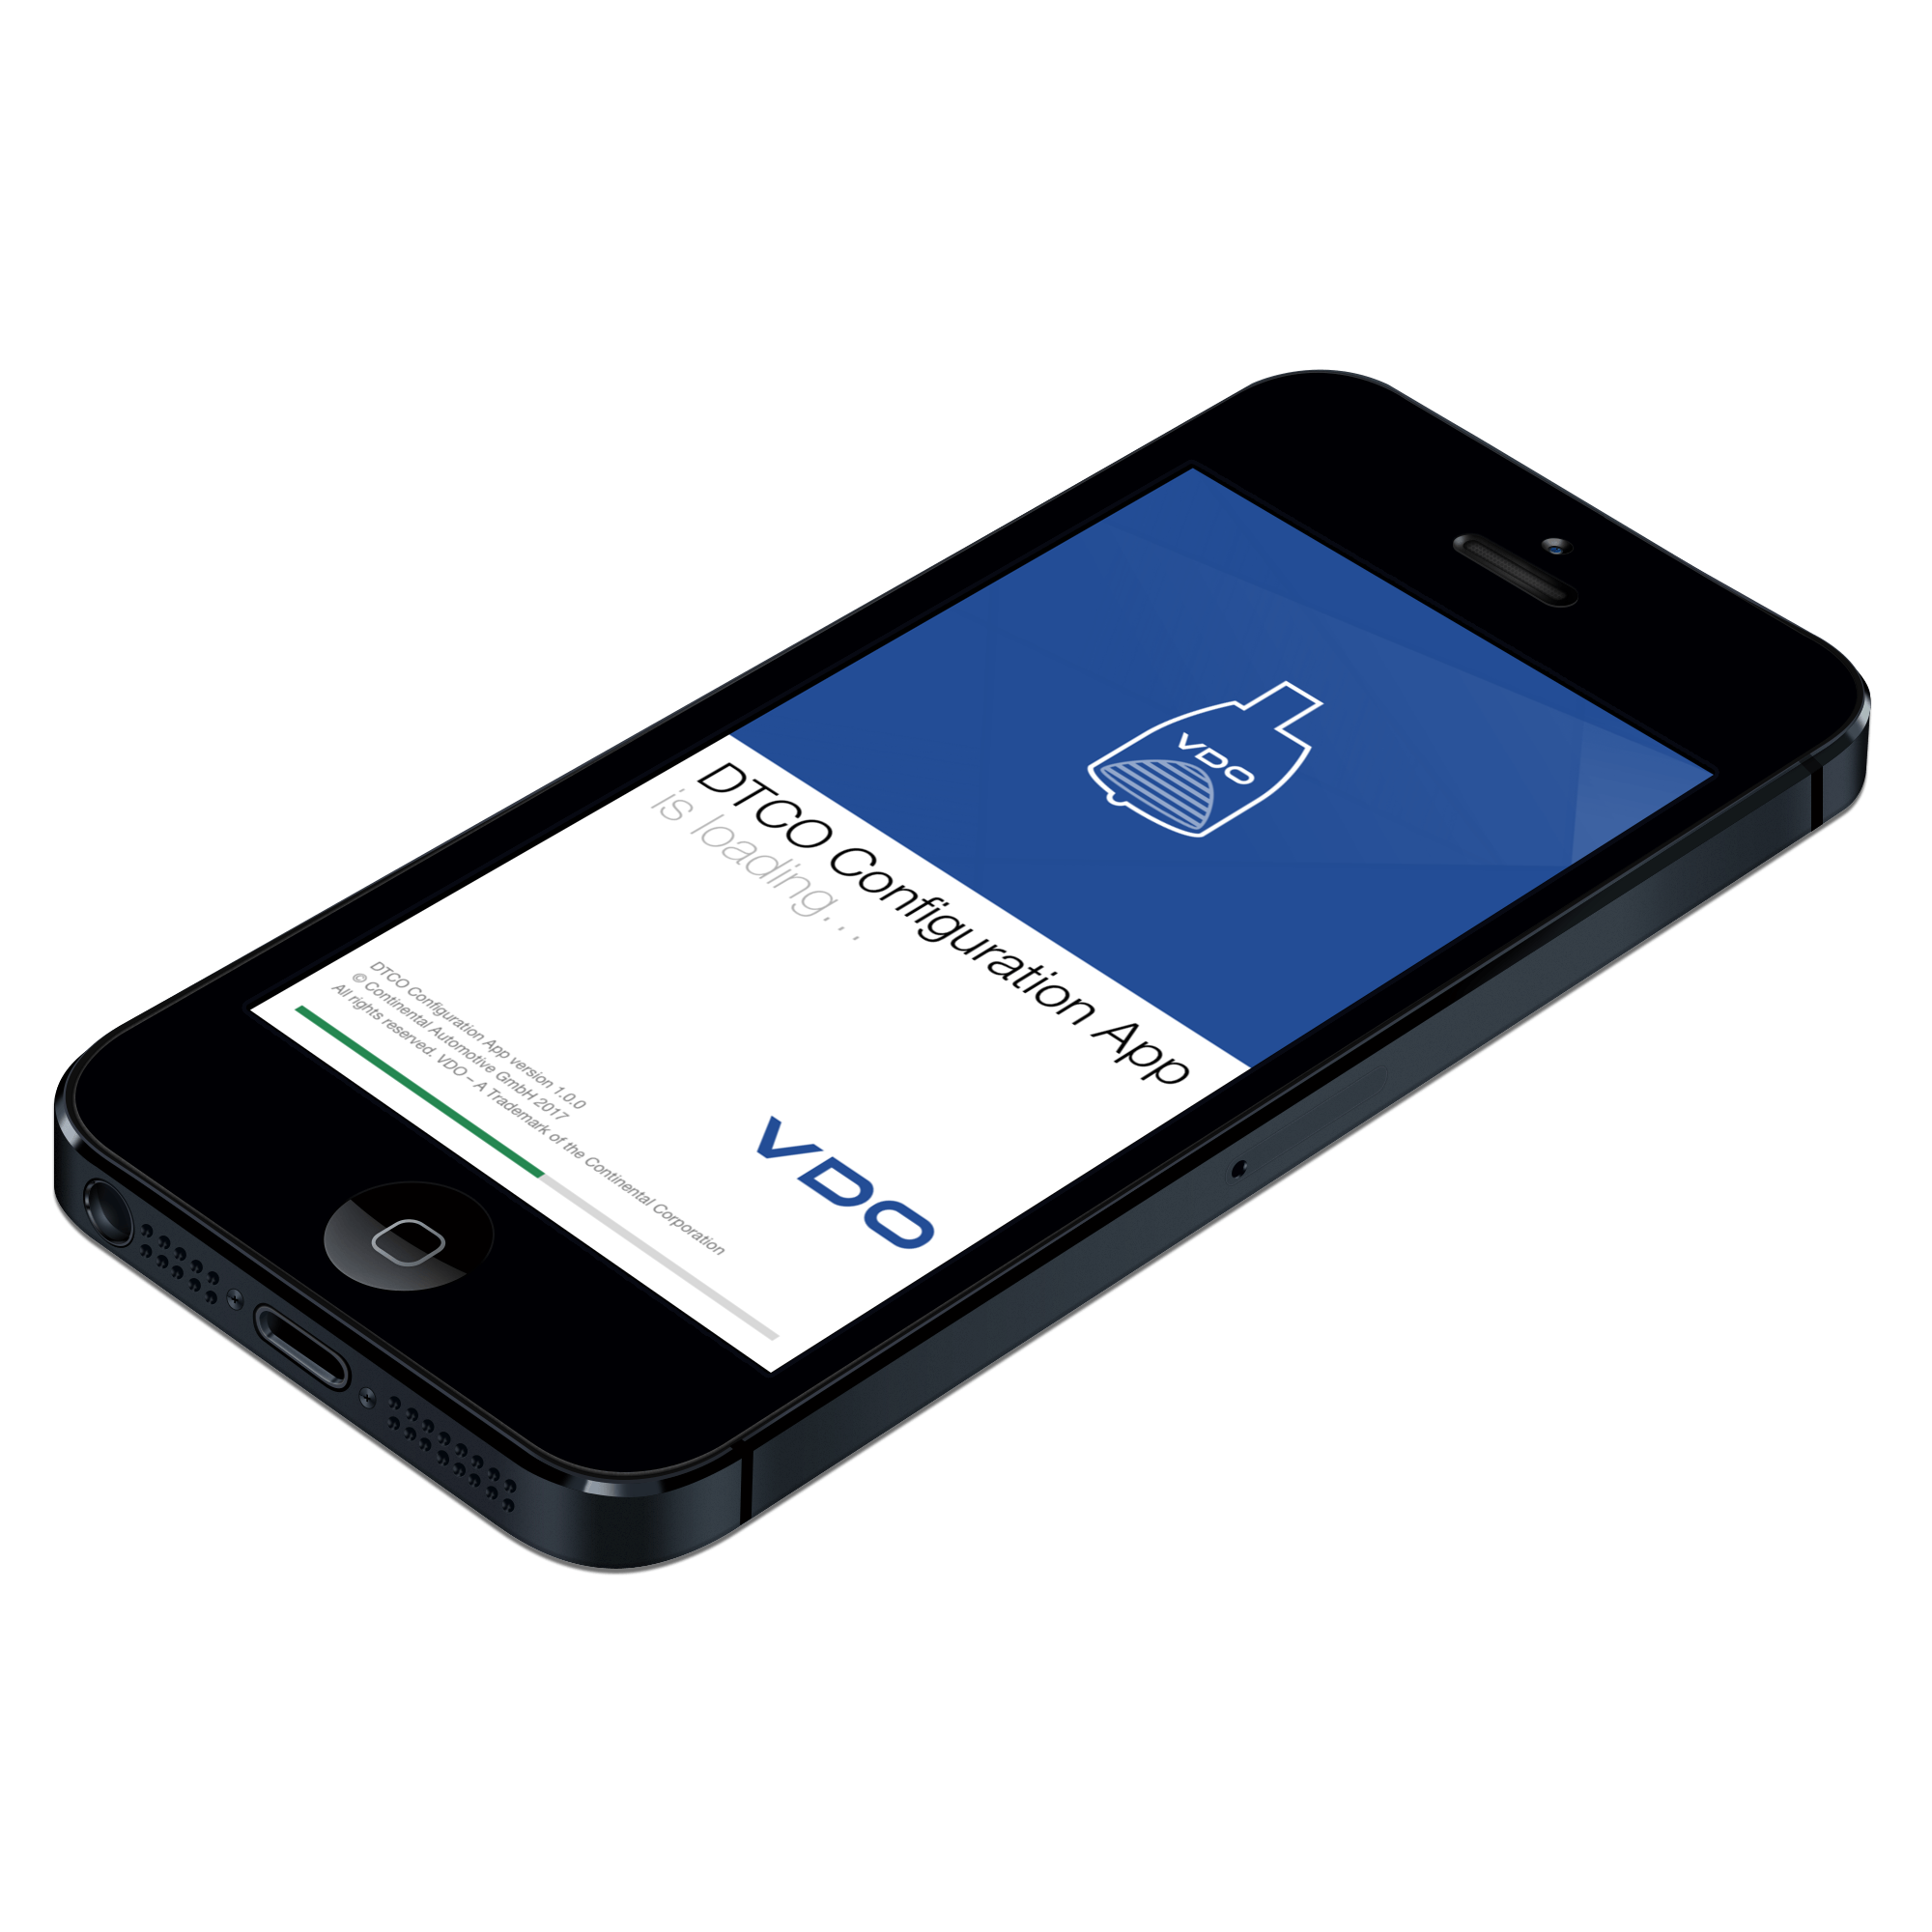 VDO
DTCO Configuration App
is loading...
VDO
DTCO Configuration App version 1.0.0
© Continental Automotive GmbH 2017
All rights reserved. VDO – A Trademark of the Continental Corporation